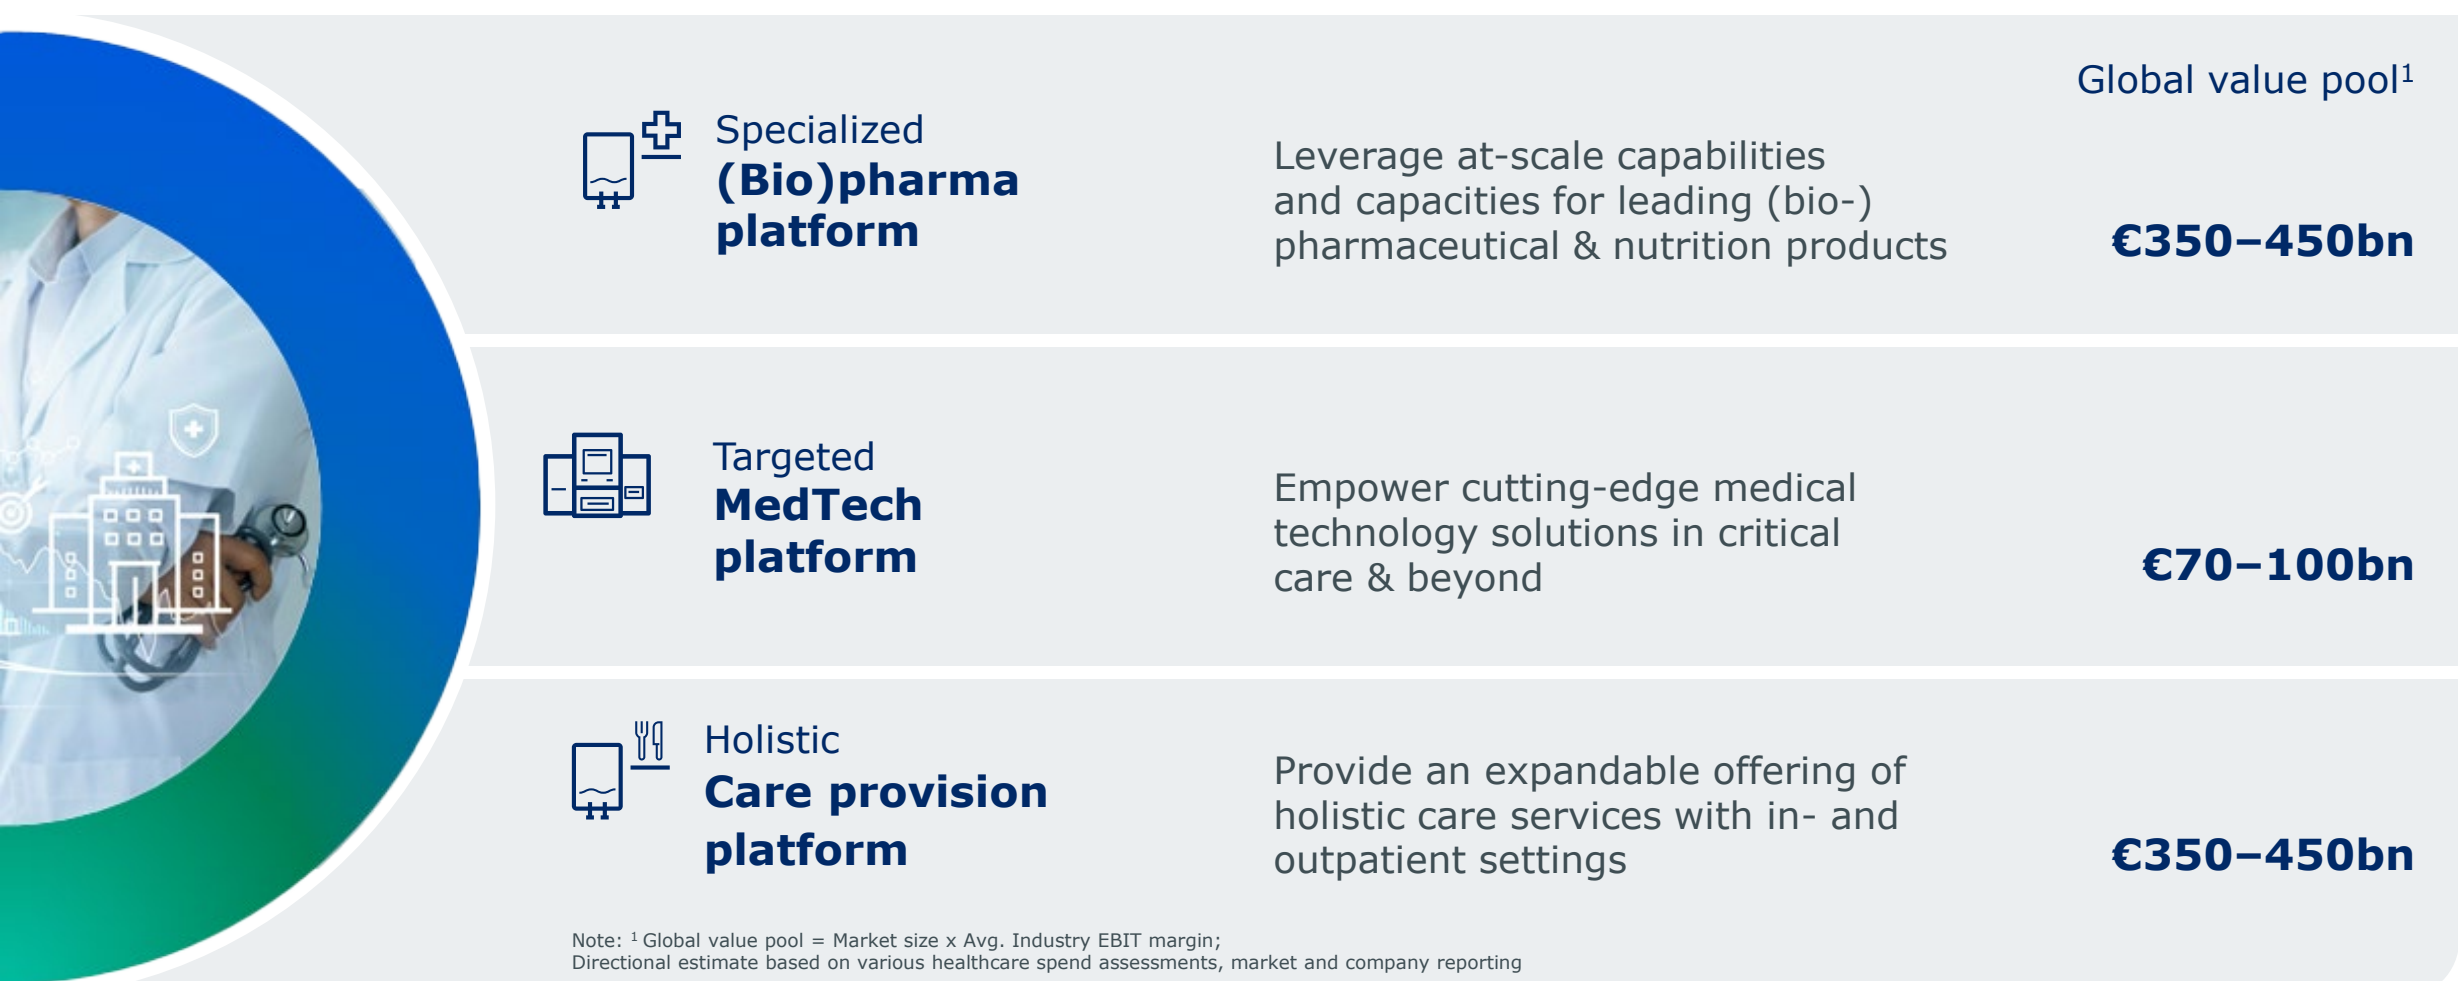 Global value pool¹
Specialized
(Bio)pharma
platform
Leverage at-scale capabilities
and capacities for leading (bio-)
pharmaceutical & nutrition products
€350–450bn
Targeted
MedTech
platform
Empower cutting-edge medical
technology solutions in critical
care & beyond
€70–100bn
Holistic
Care provision
platform
Provide an expandable offering of
holistic care services with in- and
outpatient settings
€350–450bn
Note: ¹ Global value pool = Market size x Avg. Industry EBIT margin;
Directional estimate based on various healthcare spend assessments, market and company reporting